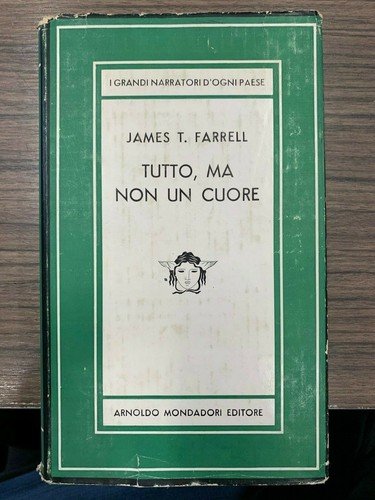 I GRANDI NARRATORI D'OGNI PAESE
JAMES T. FARRELL
TUTTO, MA
NON UN CUORE
ARNOLDO MONDADORI EDITORE